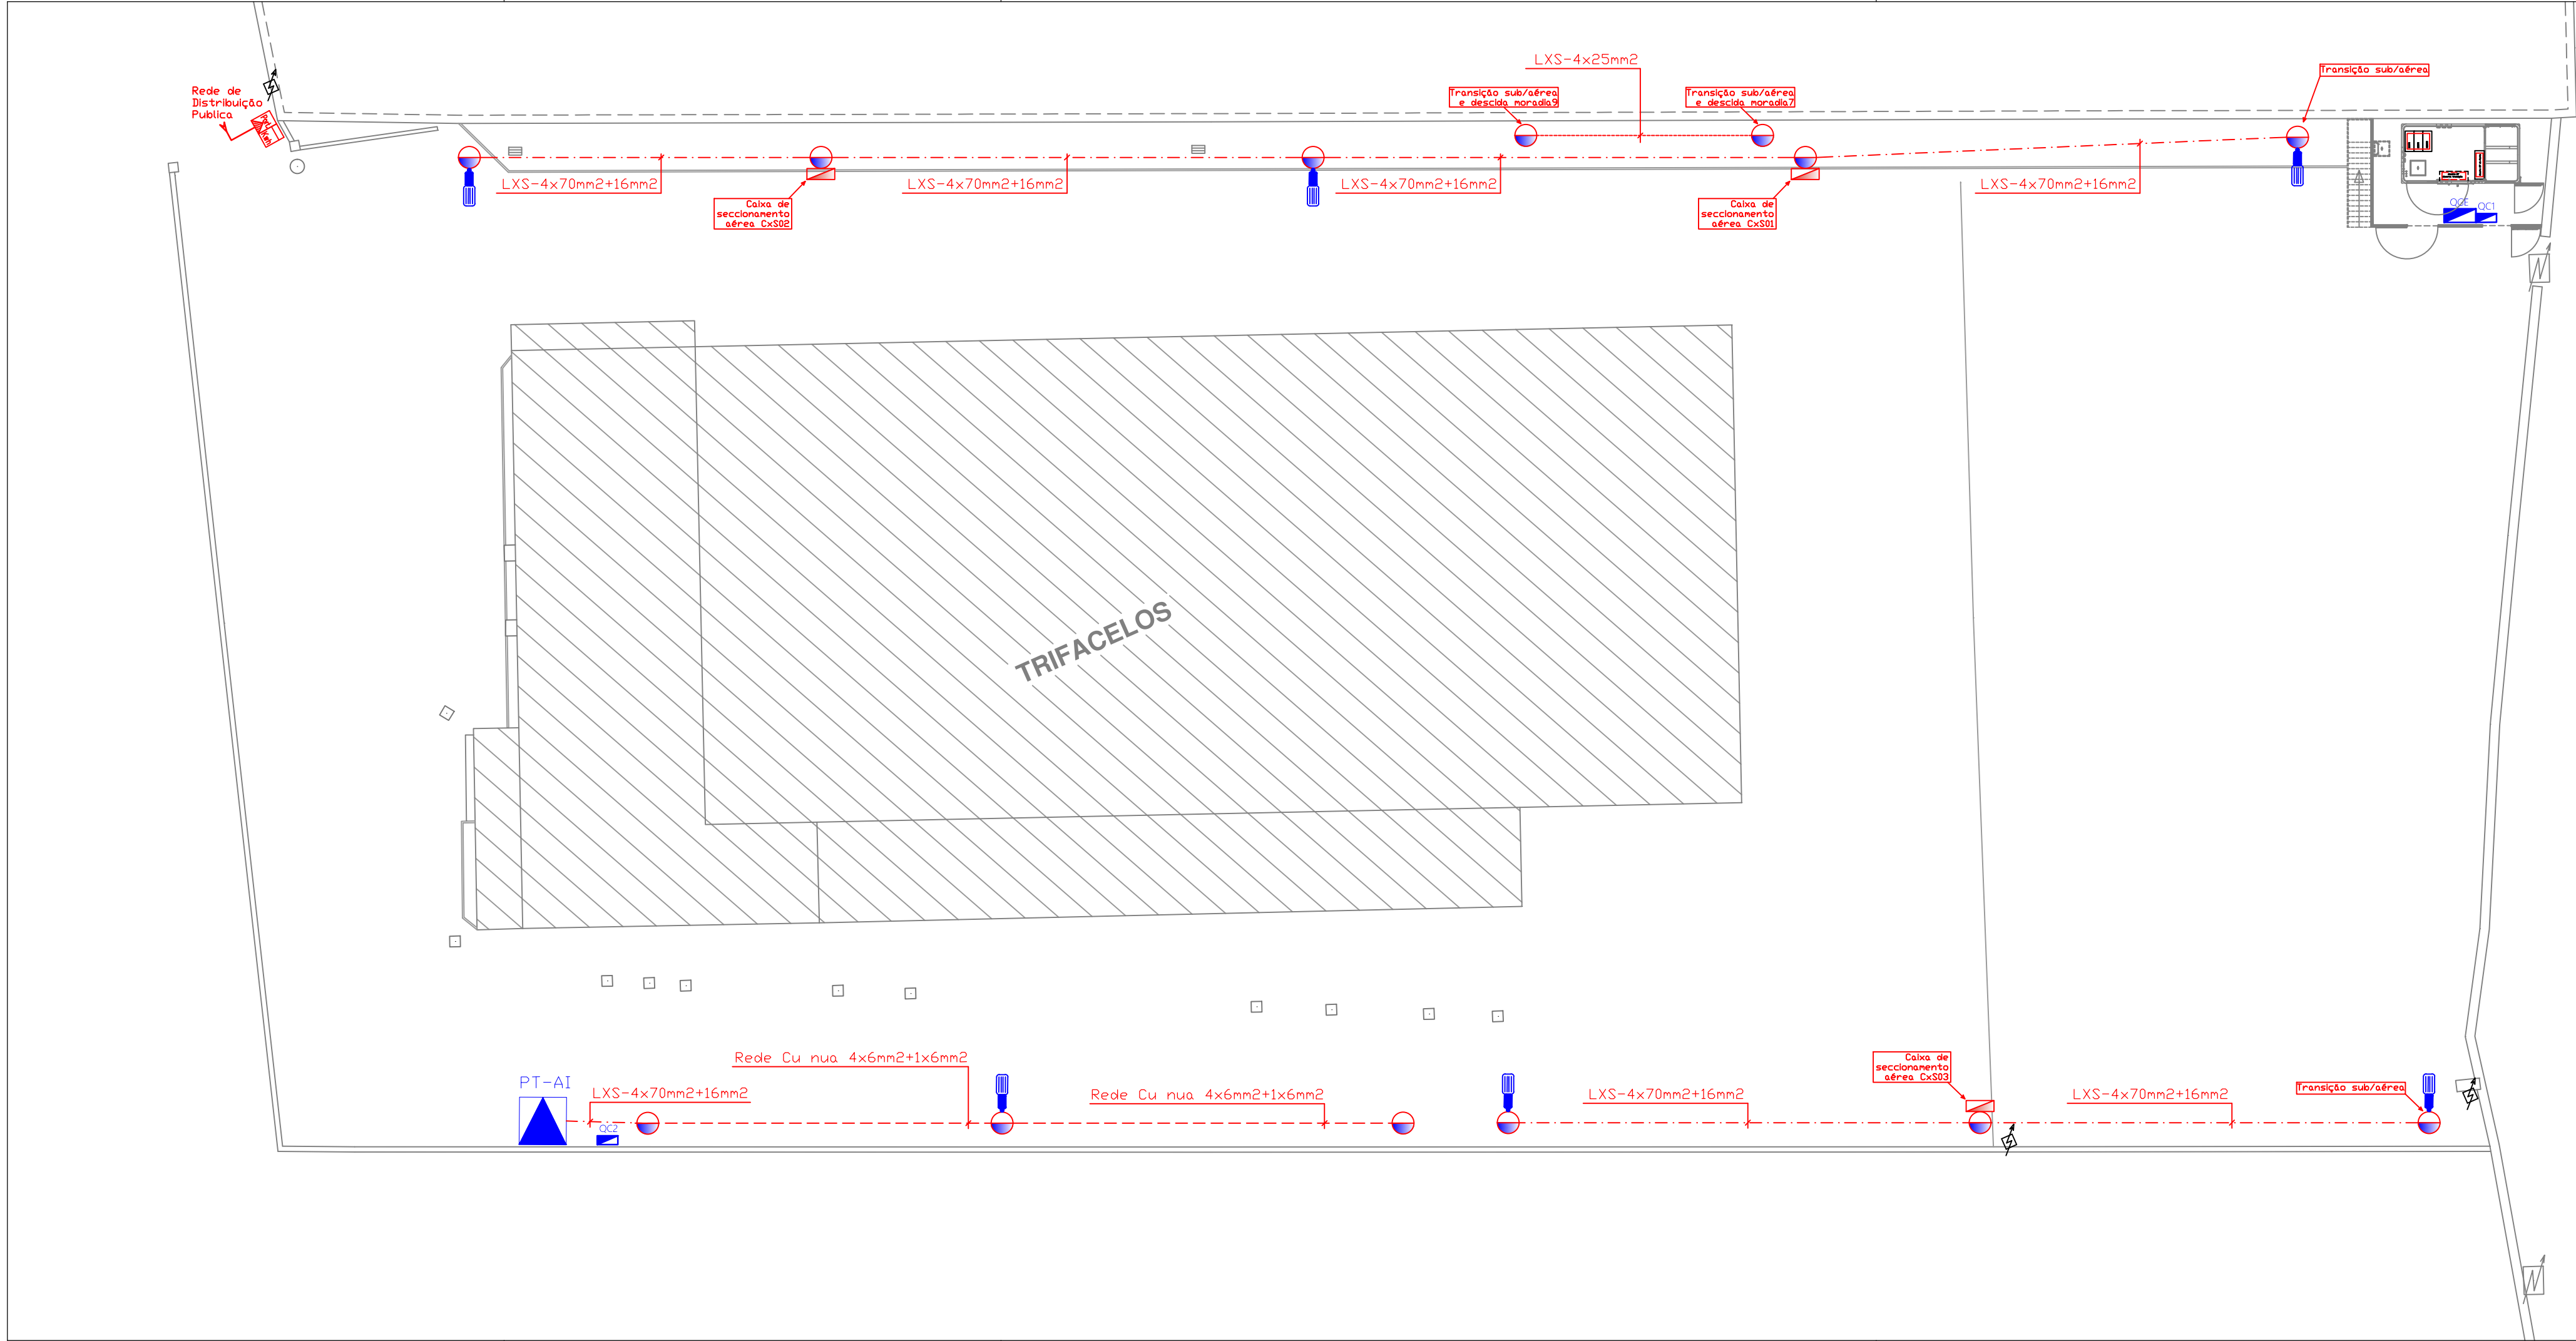 LXS-4x25mm2
Transição sub/aérea
Transição sub/aérea
e descida moradia9
Transição sub/aérea
e descida moradia7
Rede de
Distribuição
Publica
LXS-4x70mm2+16mm2
LXS-4x70mm2+16mm2
LXS-4x70mm2+16mm2
LXS-4x70mm2+16mm2
Caixa de
seccionamento
aérea CxS02
Caixa de
seccionamento
aérea CxS01
QCE
QC1
TRIFACELOS
Rede Cu nua 4x6mm2+1x6mm2
Caixa de
seccionamento
aérea CxS03
PT-AI
LXS-4x70mm2+16mm2
Rede Cu nua 4x6mm2+1x6mm2
LXS-4x70mm2+16mm2
LXS-4x70mm2+16mm2
Transição sub/aérea
QC2